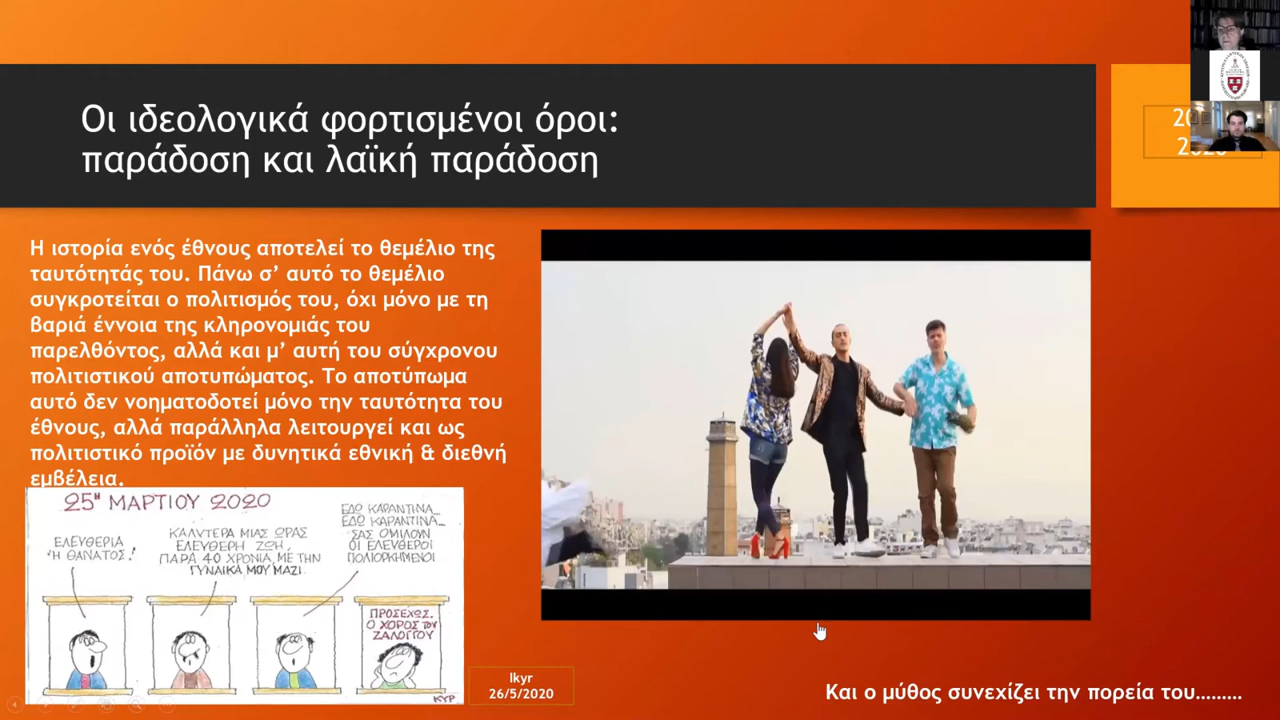 Οι ιδεολογικά φορτισμένοι όροι:
παράδοση και λαϊκή παράδοση
Η ιστορία ενός έθνους αποτελεί το θεμέλιο της
ταυτότητάς του. Πάνω σ’ αυτό το θεμέλιο
συγκροτείται ο πολιτισμός του, όχι μόνο με τη
βαριά έννοια της κληρονομιάς του
παρελθόντος, αλλά και μ’ αυτή του σύγχρονου
πολιτιστικού αποτυπώματος. Το αποτύπωμα
αυτό δεν νοηματοδοτεί μόνο την ταυτότητα του
έθνους, αλλά παράλληλα λειτουργεί και ως
πολιτιστικό προϊόν με δυνητικά εθνική & διεθνή
εμβέλεια.
25Η ΜΑΡΤΙΟΥ 2020
ΕΛΕΥΘΕΡΙΑ
Ή ΘΑΝΑΤΟΣ!
ΚΑΛΥΤΕΡΑ ΜΙΑΣ ΩΡΑΣ
ΕΛΕΥΘΕΡΗ ΖΩΗ,
ΠΑΡΑ 40 ΧΡΟΝΙΑ, ΜΕ ΤΗΝ
ΓΥΝΑΙΚΑ ΜΟΥ ΜΑΖΙ
ΕΔΩ ΚΑΡΑΝΤΙΝΑ...
ΕΔΩ ΚΑΡΑΝΤΙΝΑ...
ΣΑΣ ΟΜΙΛΟΥΝ
ΟΙ ΕΛΕΥΘΕΡΟΙ
ΠΟΛΙΟΡΚΗΜΕΝΟΙ
ΠΡΟΣΕΧΩΣ.
Ο ΧΟΡΟΣ ΤΟΥ
ΖΑΛΟΓΓΟΥ
ΚΥΡ
Ikyr
26/5/2020
Και ο μύθος συνεχίζει την πορεία του………